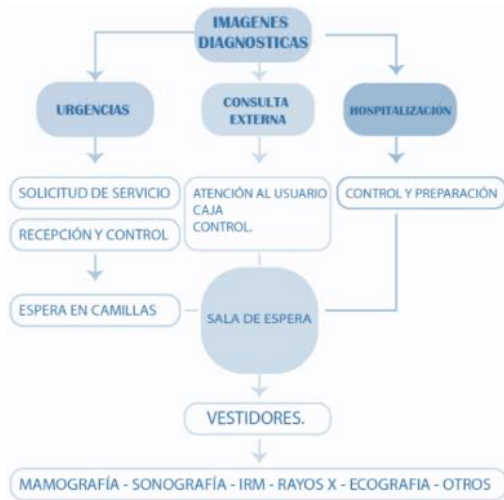 IMAGENES
DIAGNOSTICAS
URGENCIAS
CONSULTA
EXTERNA
HOSPITALIZACIÓN
SOLICITUD DE SERVICIO
RECEPCIÓN Y CONTROL
ESPERA EN CAMILLAS
ATENCIÓN AL USUARIO
CAJA
CONTROL.
CONTROL Y PREPARACIÓN
SALA DE ESPERA
VESTIDORES.
MAMOGRAFÍA - SONOGRAFÍA - IRM - RAYOS X - ECOGRAFIA - OTROS